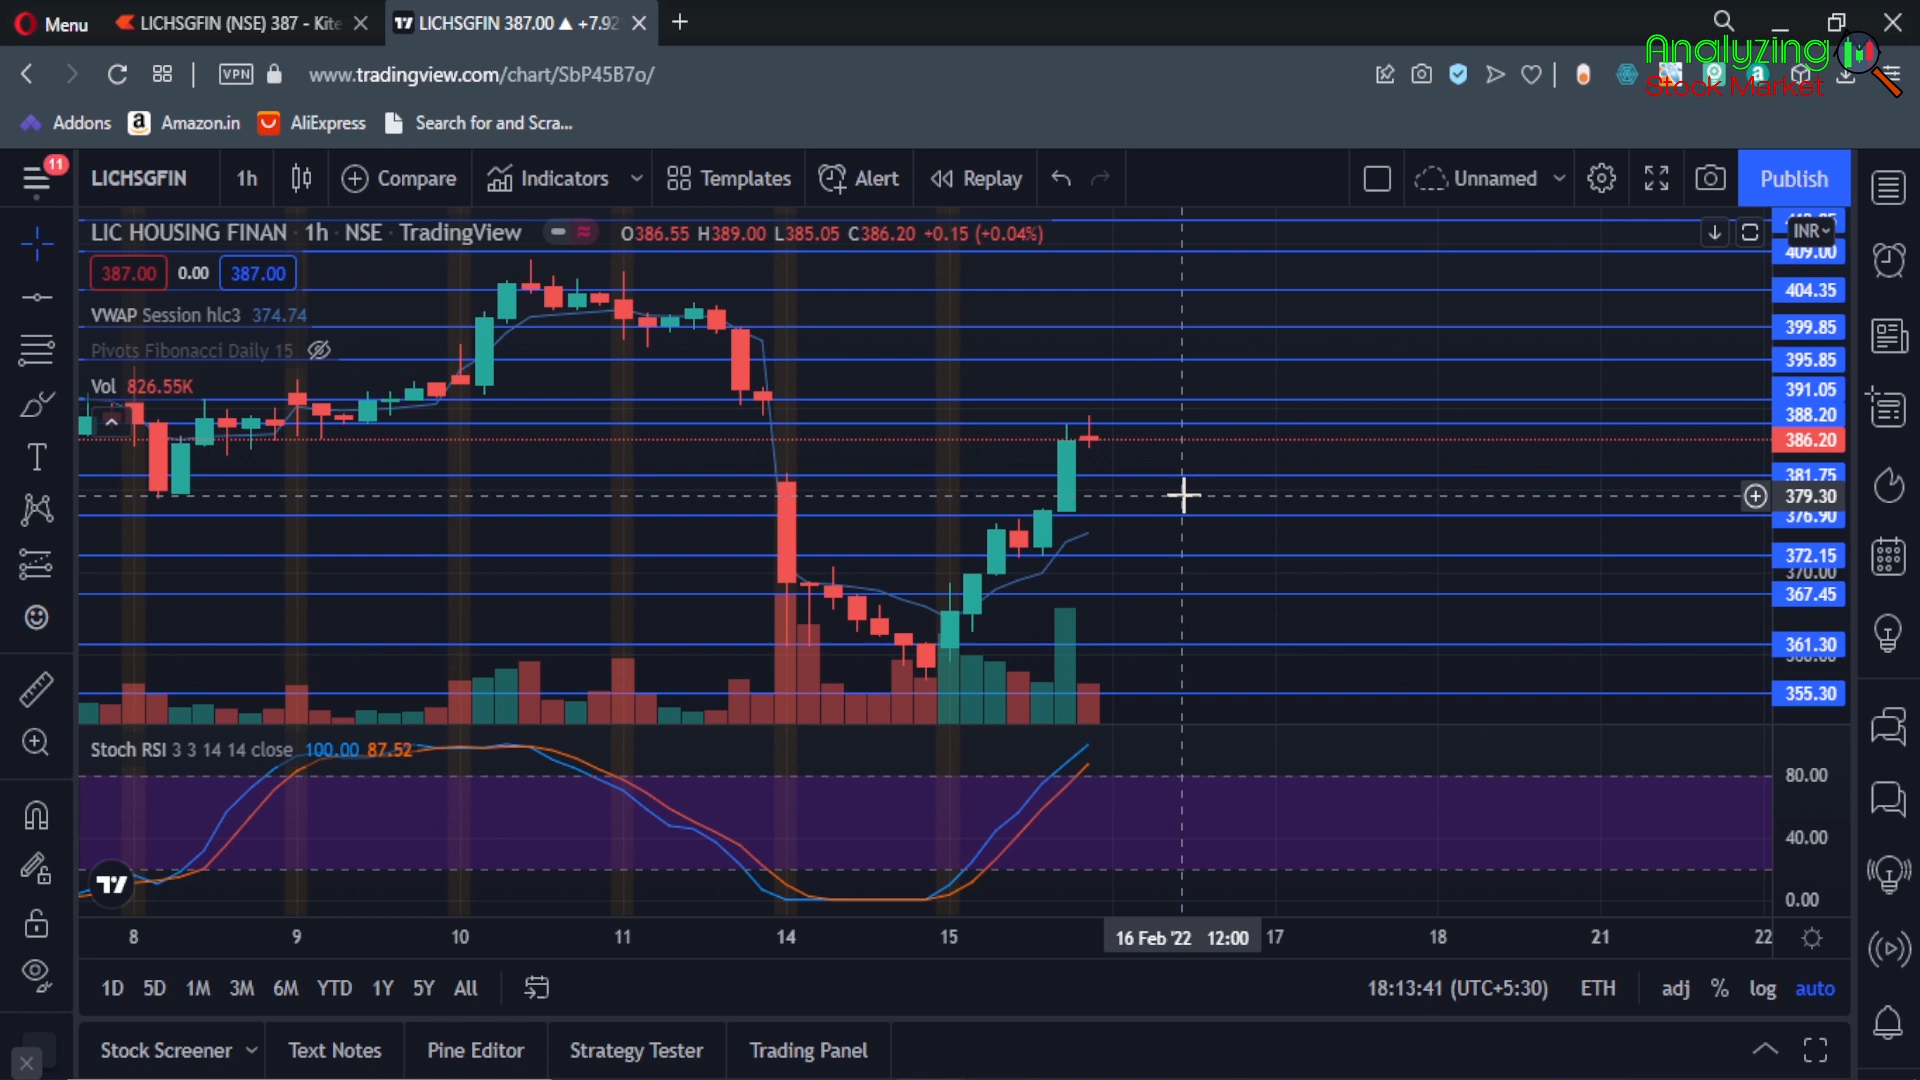 Menu
LICHSGFIN (NSE) 387 - Kite
LICHSGFIN 387.00 ▲ +7.92
Analyzing
Stock Market
VPN
www.tradingview.com/chart/SbP45B7o/
Addons
Amazon.in
AliExpress
Search for and Scra...
11
LICHSGFIN
1h
Compare
Indicators
Templates
Alert
Replay
Unnamed
Publish
LIC HOUSING FINAN · 1h · NSE · TradingView
O386.55 H389.00 L385.05 C386.20 +0.15 (+0.04%)
INR
387.00 0.00 387.00
VWAP Session hlc3 374.74
Pivots Fibonacci Daily 15
Vol 826.55K
409.00
404.35
399.85
395.85
391.05
388.20
386.20
381.75
379.30
376.90
372.15
370.00
367.45
361.30
355.30
Stoch RSI 3 3 14 14 close 100.00 87.52
80.00
40.00
0.00
8 9 10 11 14 15 16 Feb '22 12:00 17 18 21 22
1D 5D 1M 3M 6M YTD 1Y 5Y All
18:13:41 (UTC+5:30) ETH adj % log auto
Stock Screener
Text Notes
Pine Editor
Strategy Tester
Trading Panel